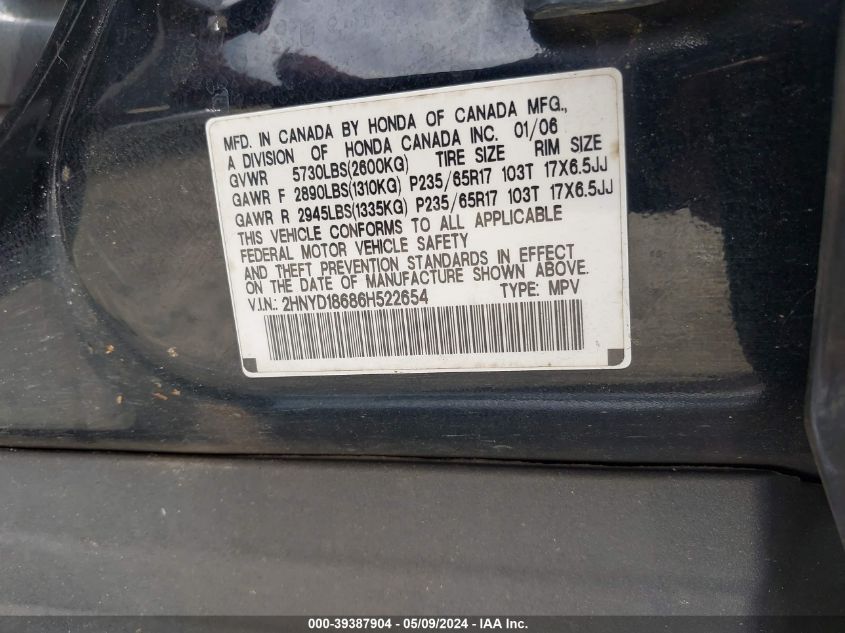 MFD. IN CANADA BY HONDA OF CANADA MFG.,
A DIVISION OF HONDA CANADA INC. 01/06
GVWR 5730LBS(2600KG) TIRE SIZE RIM SIZE
GAWR F 2890LBS(1310KG) P235/65R17 103T 17X6.5JJ
GAWR R 2945LBS(1335KG) P235/65R17 103T 17X6.5JJ
THIS VEHICLE CONFORMS TO ALL APPLICABLE
FEDERAL MOTOR VEHICLE SAFETY
AND THEFT PREVENTION STANDARDS IN EFFECT
ON THE DATE OF MANUFACTURE SHOWN ABOVE.
V.I.N.: 2HNYD18686H522654 TYPE: MPV
000-39387904 - 05/09/2024 - IAA Inc.